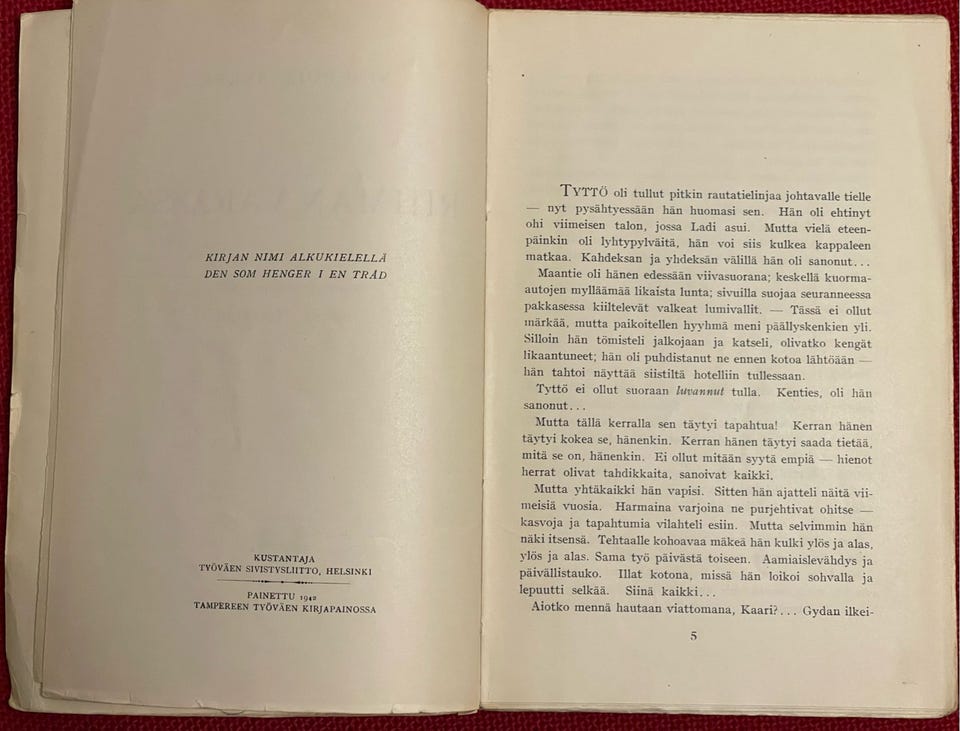 KIRJAN NIMI ALKUKIELELLÄ
DEN SOM HENGER I EN TRÅD
KUSTANTAJA
TYÖVÄEN SIVISTYSLIITTO, HELSINKI
PAINETTU 1942
TAMPEREEN TYÖVÄEN KIRJAPAINOSSA
TYTTÖ oli tullut pitkin rautatielinjaa johtavalle tielle
— nyt pysähtyessään hän huomasi sen. Hän oli ehtinyt
ohi viimeisen talon, jossa Ladi asui. Mutta vielä eteen-
päinkin oli lyhtypylväitä, hän voi siis kulkea kappaleen
matkaa. Kahdeksan ja yhdeksän välillä hän oli sanonut...
Maantie oli hänen edessään viivasuorana; keskellä kuorma-
autojen mylläämää likaista lunta; sivuilla suojaa seuranneessa
pakkasessa kiiltelevät valkeat lumivallit. — Tässä ei ollut
märkää, mutta paikoitellen hyyhmä meni päällyskenkien yli.
Silloin hän tömisteli jalkojaan ja katseli, olivatko kengät
likaantuneet; hän oli puhdistanut ne ennen kotoa lähtöään —
hän tahtoi näyttää siistiltä hotelliin tullessaan.
Tyttö ei ollut suoraan luvannut tulla. Kenties, oli hän
sanonut...
Mutta tällä kerralla sen täytyi tapahtua! Kerran hänen
täytyi kokea se, hänenkin. Kerran hänen täytyi saada tietää,
mitä se on, hänenkin. Ei ollut mitään syytä empiä — hienot
herrat olivat tahdikkaita, sanoivat kaikki.
Mutta yhtäkaikki hän vapisi. Sitten hän ajatteli näitä vii-
meisiä vuosia. Harmaina varjoina ne purjehtivat ohitse —
kasvoja ja tapahtumia vilahteli esiin. Mutta selvimmin hän
näki itsensä. Tehtaalle kohoavaa mäkeä hän kulki ylös ja alas,
ylös ja alas. Sama työ päivästä toiseen. Aamiaislevähdys ja
päivällistauko. Illat kotona, missä hän loikoi sohvalla ja
lepuutti selkää. Siinä kaikki...
Aiotko mennä hautaan viattomana, Kaari?... Gydan ilkei-
5